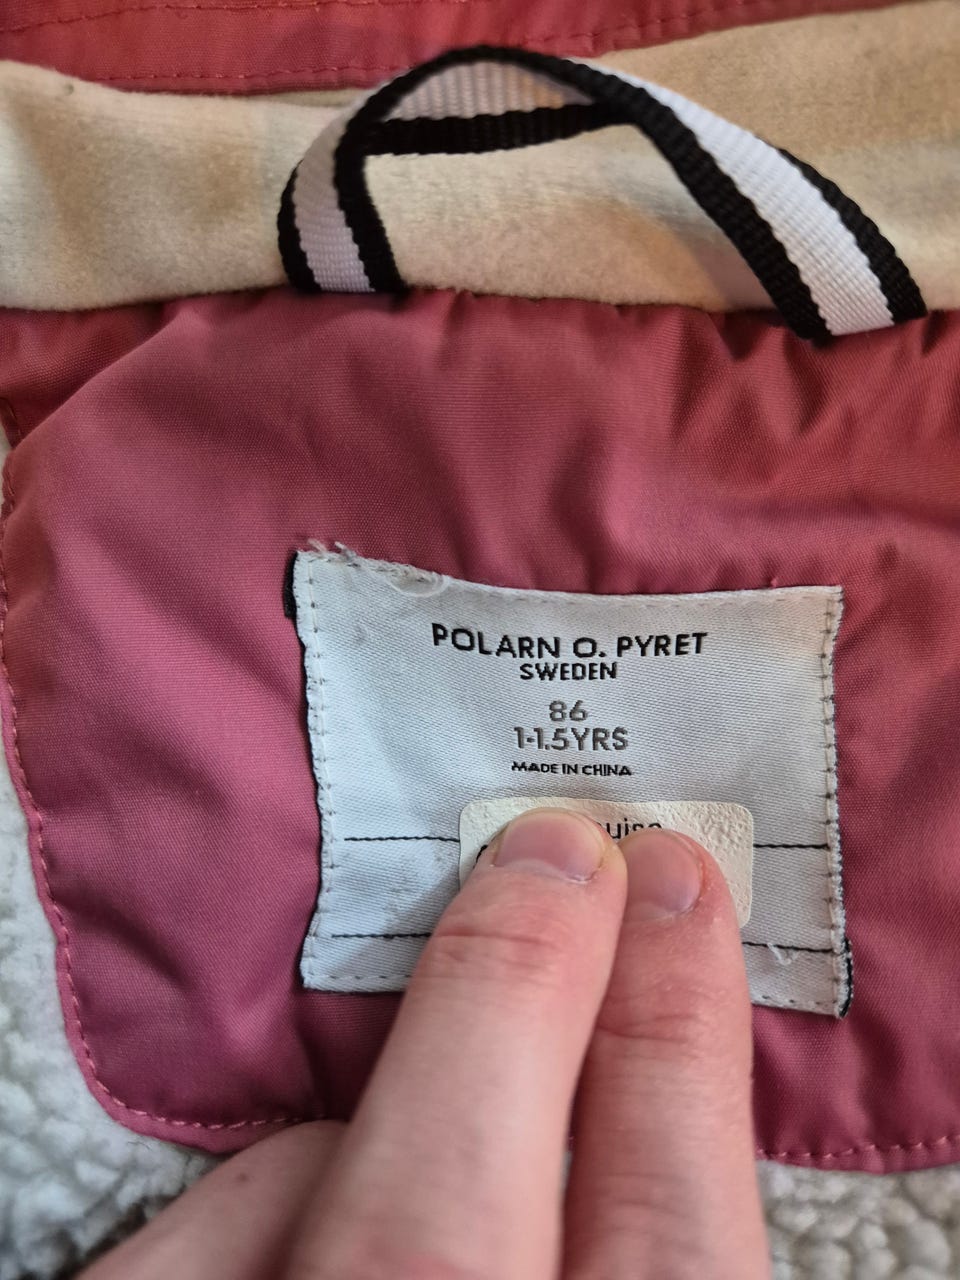 POLARN O. PYRET
SWEDEN
86
1-1.5YRS
MADE IN CHINA